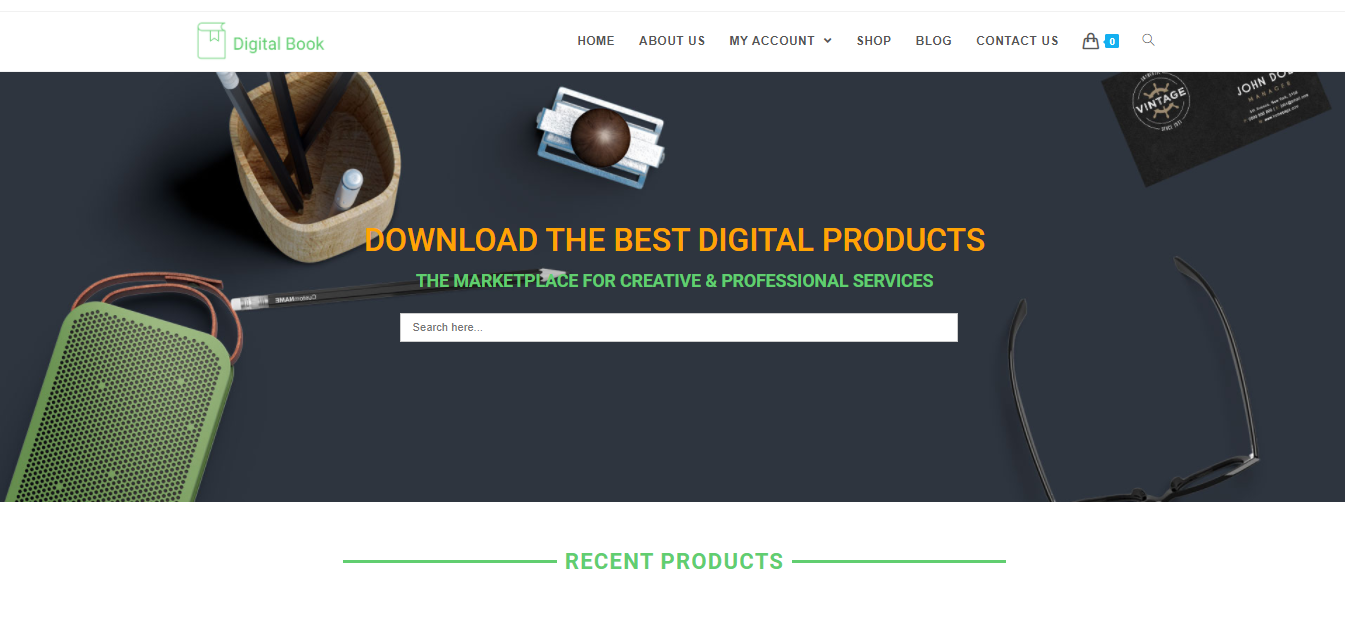 Digital Book
HOME ABOUT US MY ACCOUNT SHOP BLOG CONTACT US 0
VINTAGE
JOHN DOE
MANAGER
DOWNLOAD THE BEST DIGITAL PRODUCTS
THE MARKETPLACE FOR CREATIVE & PROFESSIONAL SERVICES
CustomNAME
Search here...
RECENT PRODUCTS